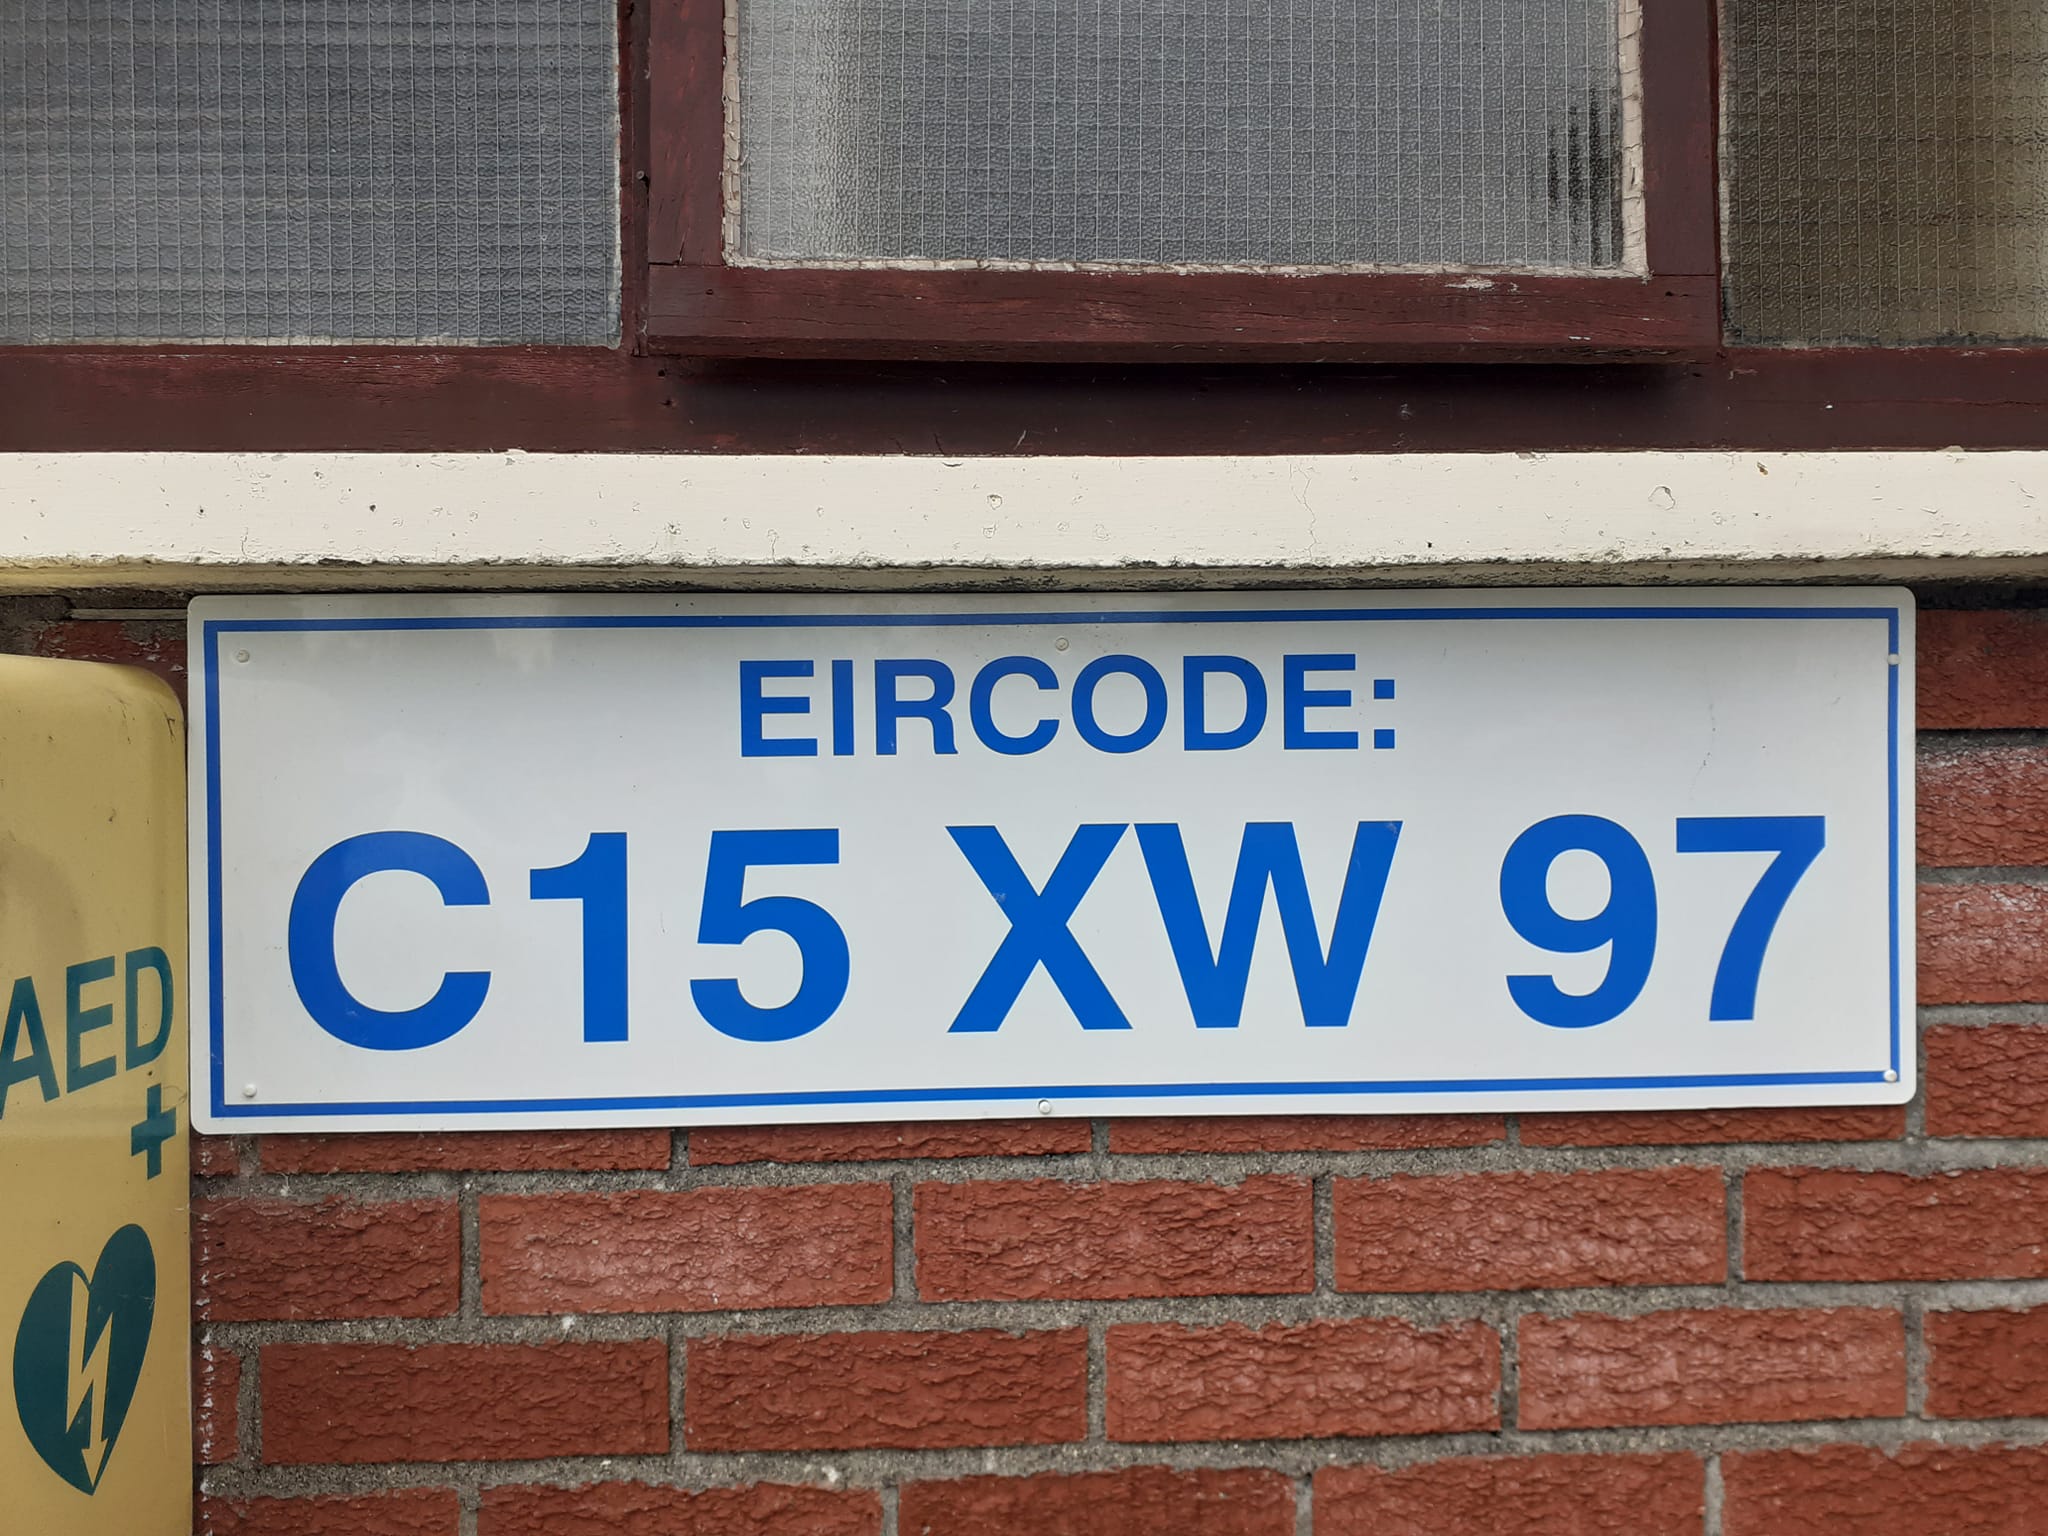 EIRCODE:
C15 XW 97
AED